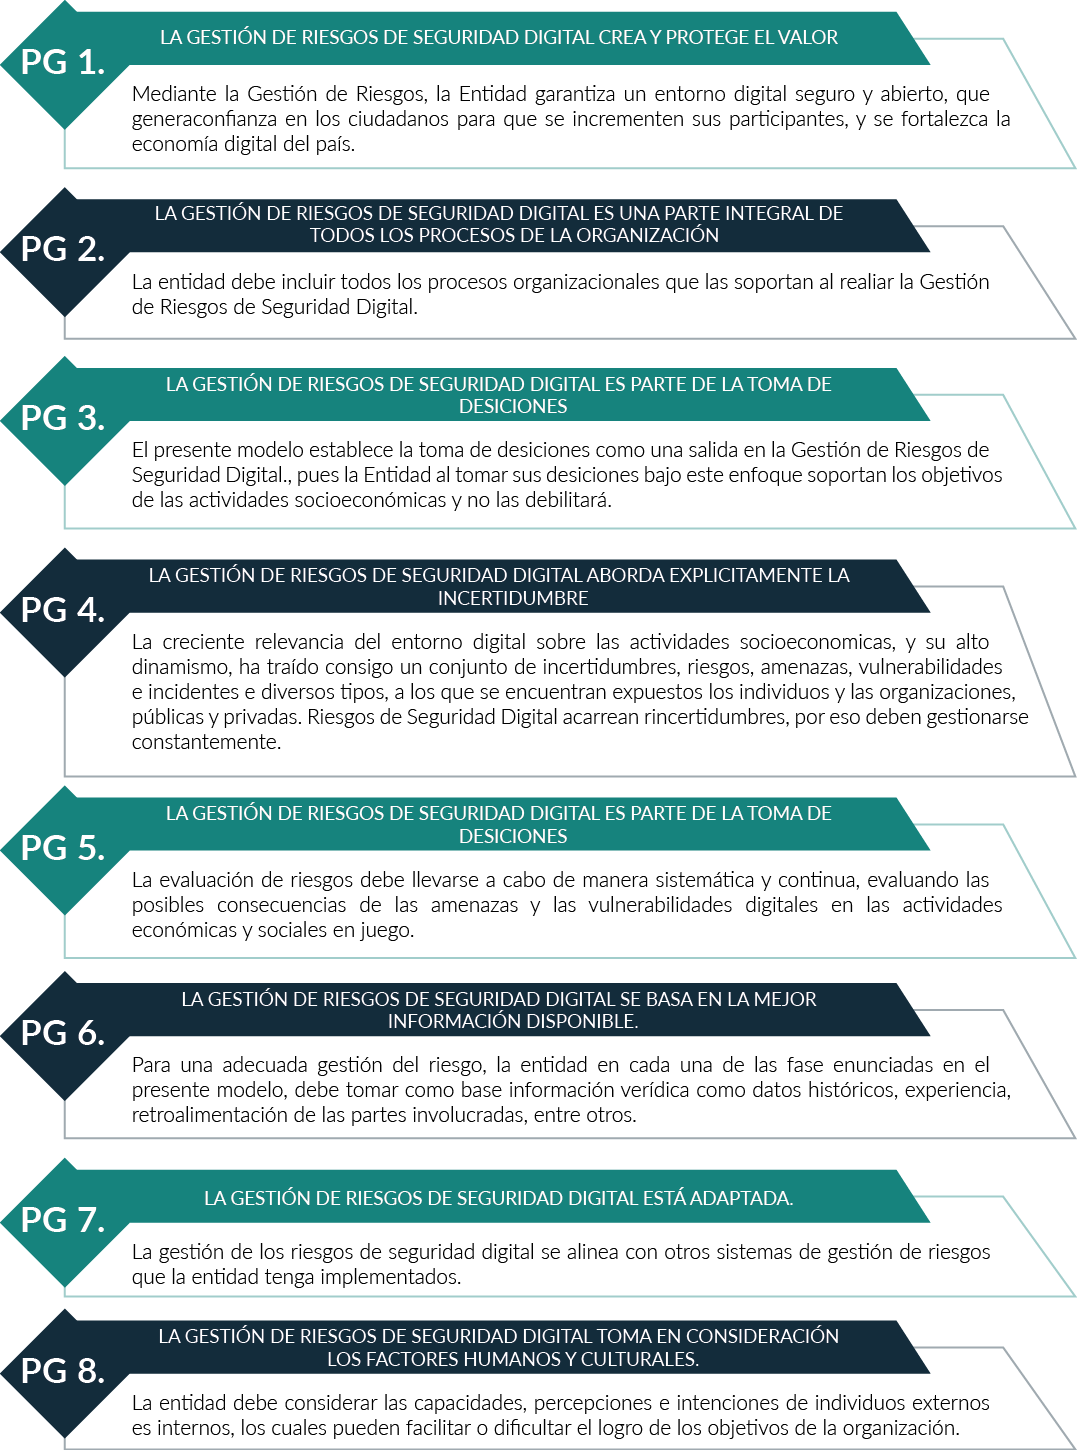 PG 1.
LA GESTIÓN DE RIESGOS DE SEGURIDAD DIGITAL CREA Y PROTEGE EL VALOR
Mediante la Gestión de Riesgos, la Entidad garantiza un entorno digital seguro y abierto, que
generaconfianza en los ciudadanos para que se incrementen sus participantes, y se fortalezca la
economía digital del país.
PG 2.
LA GESTIÓN DE RIESGOS DE SEGURIDAD DIGITAL ES UNA PARTE INTEGRAL DE
TODOS LOS PROCESOS DE LA ORGANIZACIÓN
La entidad debe incluir todos los procesos organizacionales que las soportan al realiar la Gestión
de Riesgos de Seguridad Digital.
PG 3.
LA GESTIÓN DE RIESGOS DE SEGURIDAD DIGITAL ES PARTE DE LA TOMA DE
DESICIONES
El presente modelo establece la toma de desiciones como una salida en la Gestión de Rlesgos de
Seguridad Digital., pues la Entidad al tomar sus desiciones bajo este enfoque soportan los objetivos
de las actividades socioeconómicas y no las debilitará.
PG 4.
LA GESTIÓN DE RIESGOS DE SEGURIDAD DIGITAL ABORDA EXPLICITAMENTE LA
INCERTIDUMBRE
La creciente relevancia del entorno digital sobre las actividades socioeconomicas, y su alto
dinamismo, ha traído consigo un conjunto de incertidumbres, riesgos, amenazas, vulnerabilidades
e incidentes e diversos tipos, a los que se encuentran expuestos los individuos y las organizaciones,
públicas y privadas. Riesgos de Seguridad Digital acarrean rincertidumbres, por eso deben gestionarse
constantemente.
PG 5.
LA GESTIÓN DE RIESGOS DE SEGURIDAD DIGITAL ES PARTE DE LA TOMA DE
DESICIONES
La evaluación de riesgos debe llevarse a cabo de manera sistemática y continua, evaluando las
posibles consecuencias de las amenazas y las vulnerabilidades digitales en las actividades
económicas y sociales en juego.
PG 6.
LA GESTIÓN DE RIESGOS DE SEGURIDAD DIGITAL SE BASA EN LA MEJOR
INFORMACIÓN DISPONIBLE.
Para una adecuada gestión del riesgo, la entidad en cada una de las fase enunciadas en el
presente modelo, debe tomar como base información verídica como datos históricos, experiencia,
retroalimentación de las partes involucradas, entre otros.
PG 7.
LA GESTIÓN DE RIESGOS DE SEGURIDAD DIGITAL ESTÁ ADAPTADA.
La gestión de los riesgos de seguridad digital se alinea con otros sistemas de gestión de riesgos
que la entidad tenga implementados.
PG 8.
LA GESTIÓN DE RIESGOS DE SEGURIDAD DIGITAL TOMA EN CONSIDERACIÓN
LOS FACTORES HUMANOS Y CULTURALES.
La entidad debe considerar las capacidades, percepciones e intenciones de individuos externos
es internos, los cuales pueden facilitar o dificultar el logro de los objetivos de la organización.